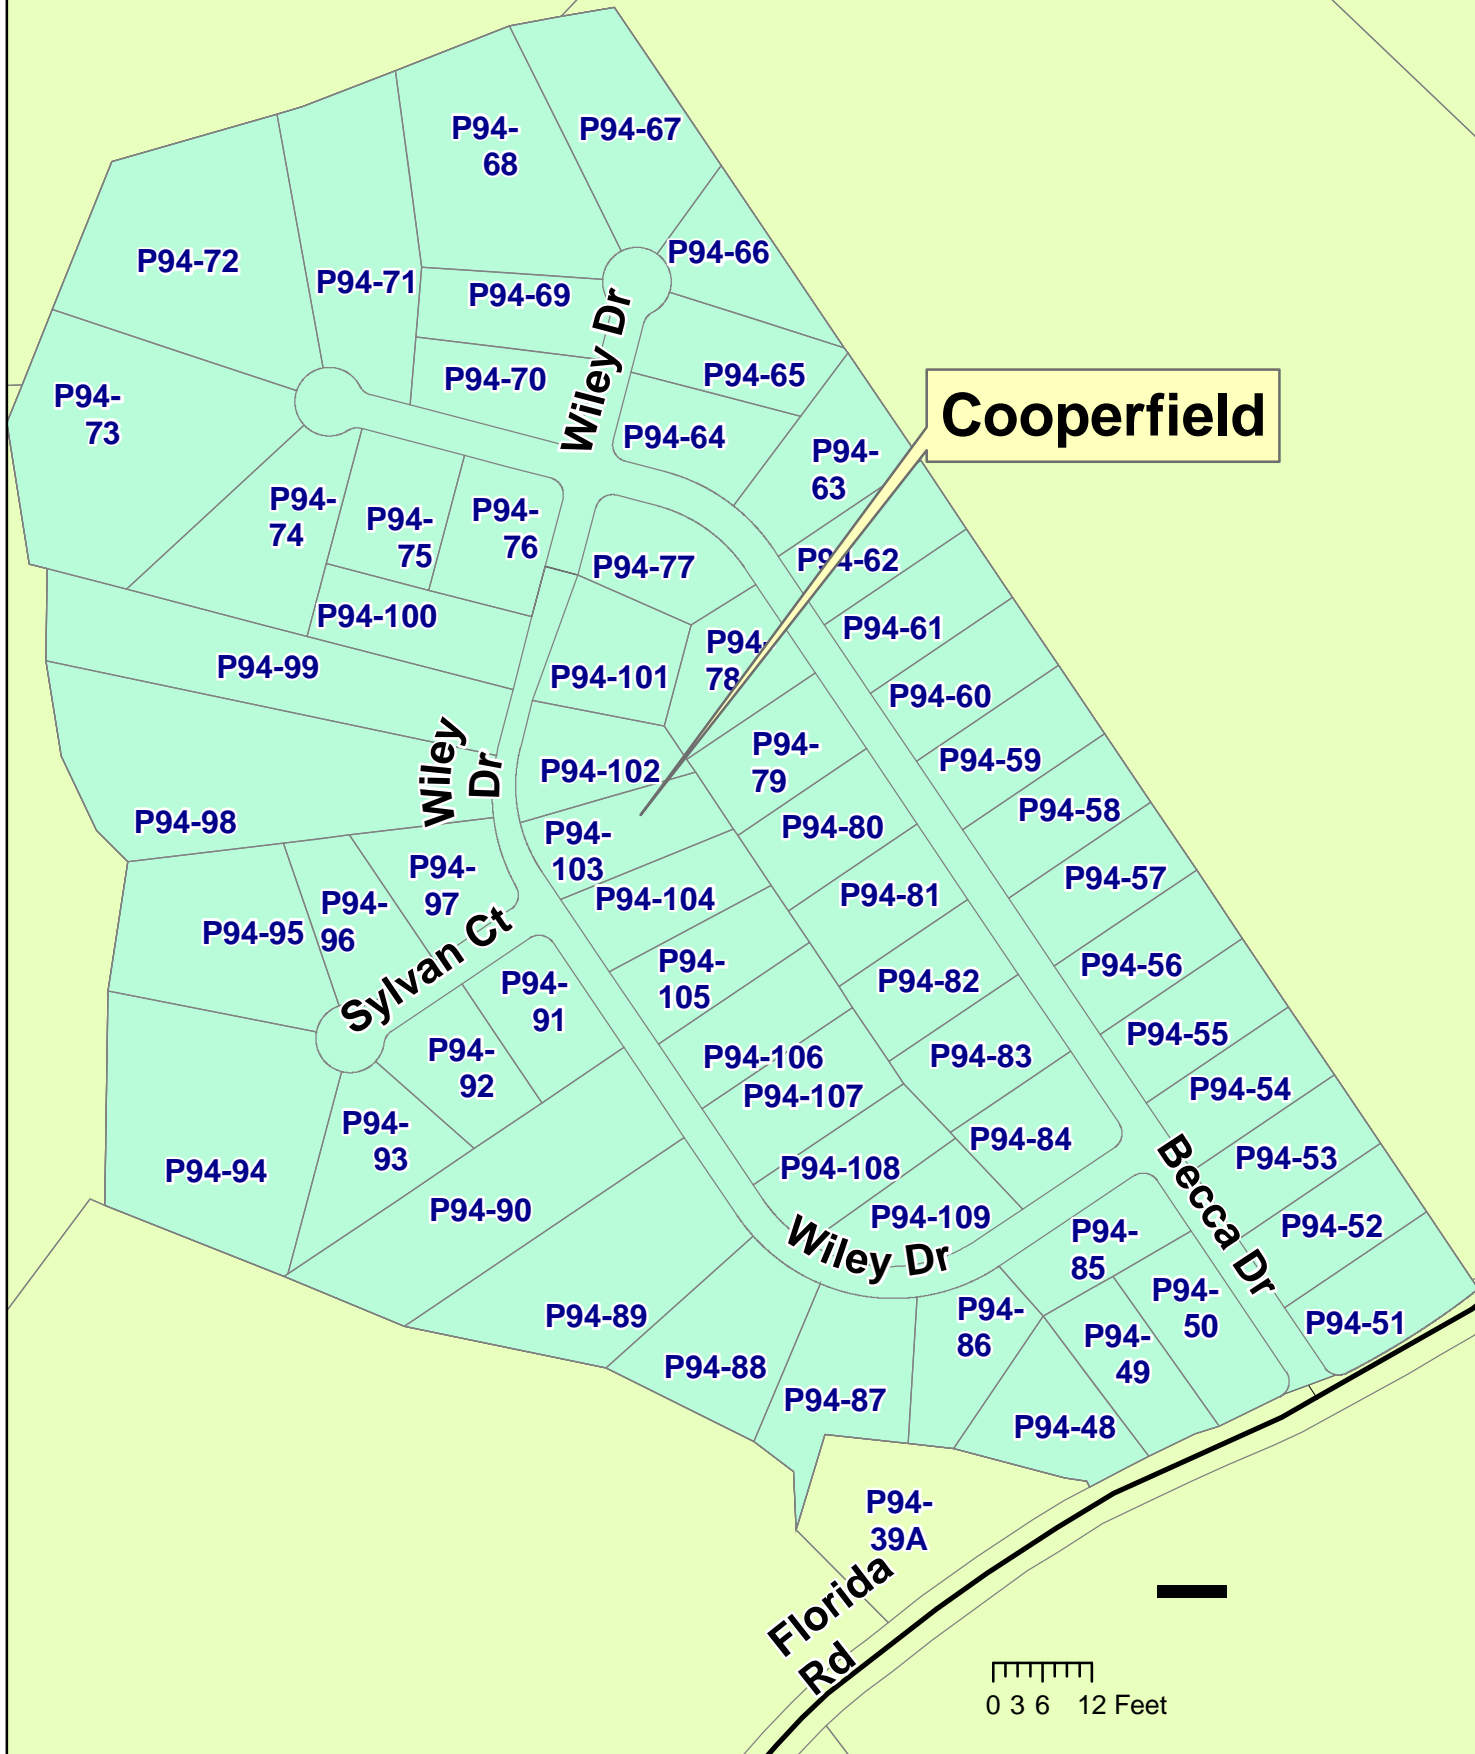 P94-
68
P94-67
P94-66
P94-72
P94-71
P94-69
Wiley Dr
P94-70
P94-65
P94-
73
P94-64
Cooperfield
P94-
63
P94-
74
P94-
75
P94-
76
P94-77
P94-62
P94-100
P94-61
P94-99
P94-101
P94-
78
P94-60
Wiley
Dr
P94-102
P94-
79
P94-59
P94-98
P94-
103
P94-80
P94-58
P94-
97
P94-104
P94-81
P94-57
P94-95
P94-
96
Sylvan Ct
P94-
91
P94-
105
P94-82
P94-56
P94-
92
P94-106
P94-83
P94-55
P94-107
P94-54
P94-
93
P94-84
P94-94
P94-108
P94-53
Becca Dr
P94-90
P94-109
Wiley Dr
P94-
85
P94-52
P94-89
P94-
86
P94-
50
P94-51
P94-
49
P94-88
P94-87
P94-48
P94-
39A
Florida
Rd
0 3 6 12 Feet